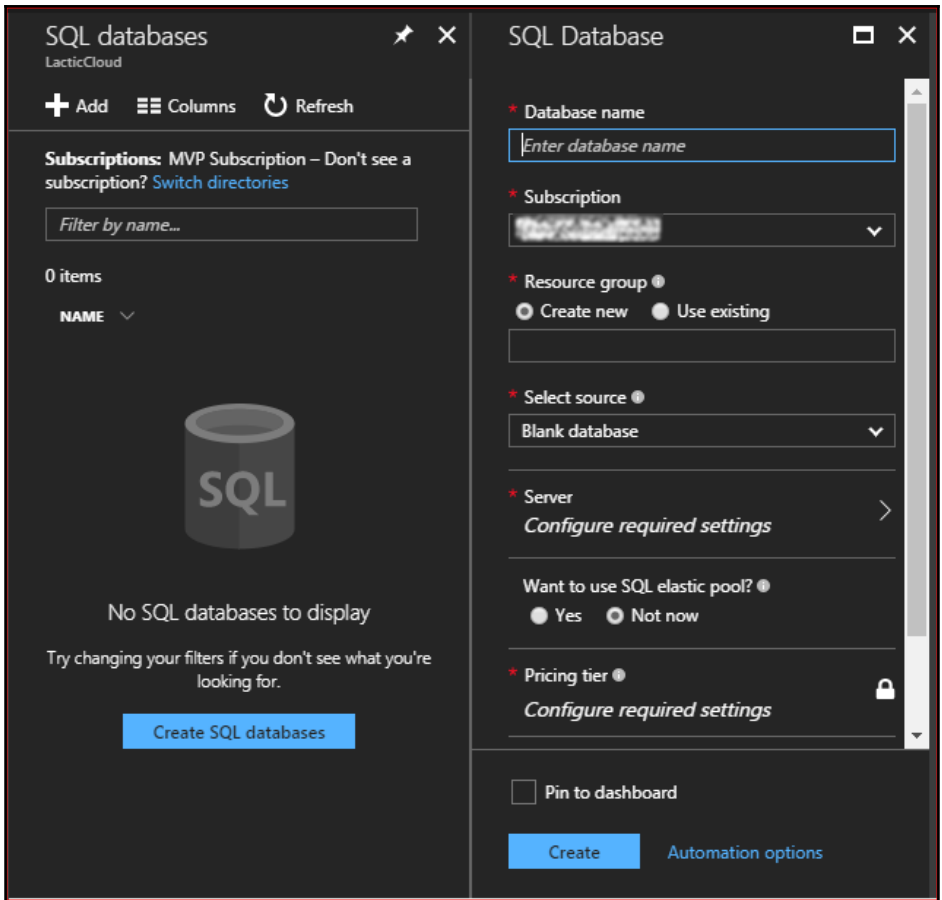 SQL databases
LacticCloud
Add Columns Refresh
Subscriptions: MVP Subscription – Don't see a
subscription? Switch directories
Filter by name...
0 items
NAME
SQL
No SQL databases to display
Try changing your filters if you don't see what you're
looking for.
Create SQL databases
SQL Database
* Database name
Enter database name
* Subscription
* Resource group
Create new Use existing
* Select source
Blank database
* Server
Configure required settings
Want to use SQL elastic pool?
Yes Not now
* Pricing tier
Configure required settings
Pin to dashboard
Create Automation options